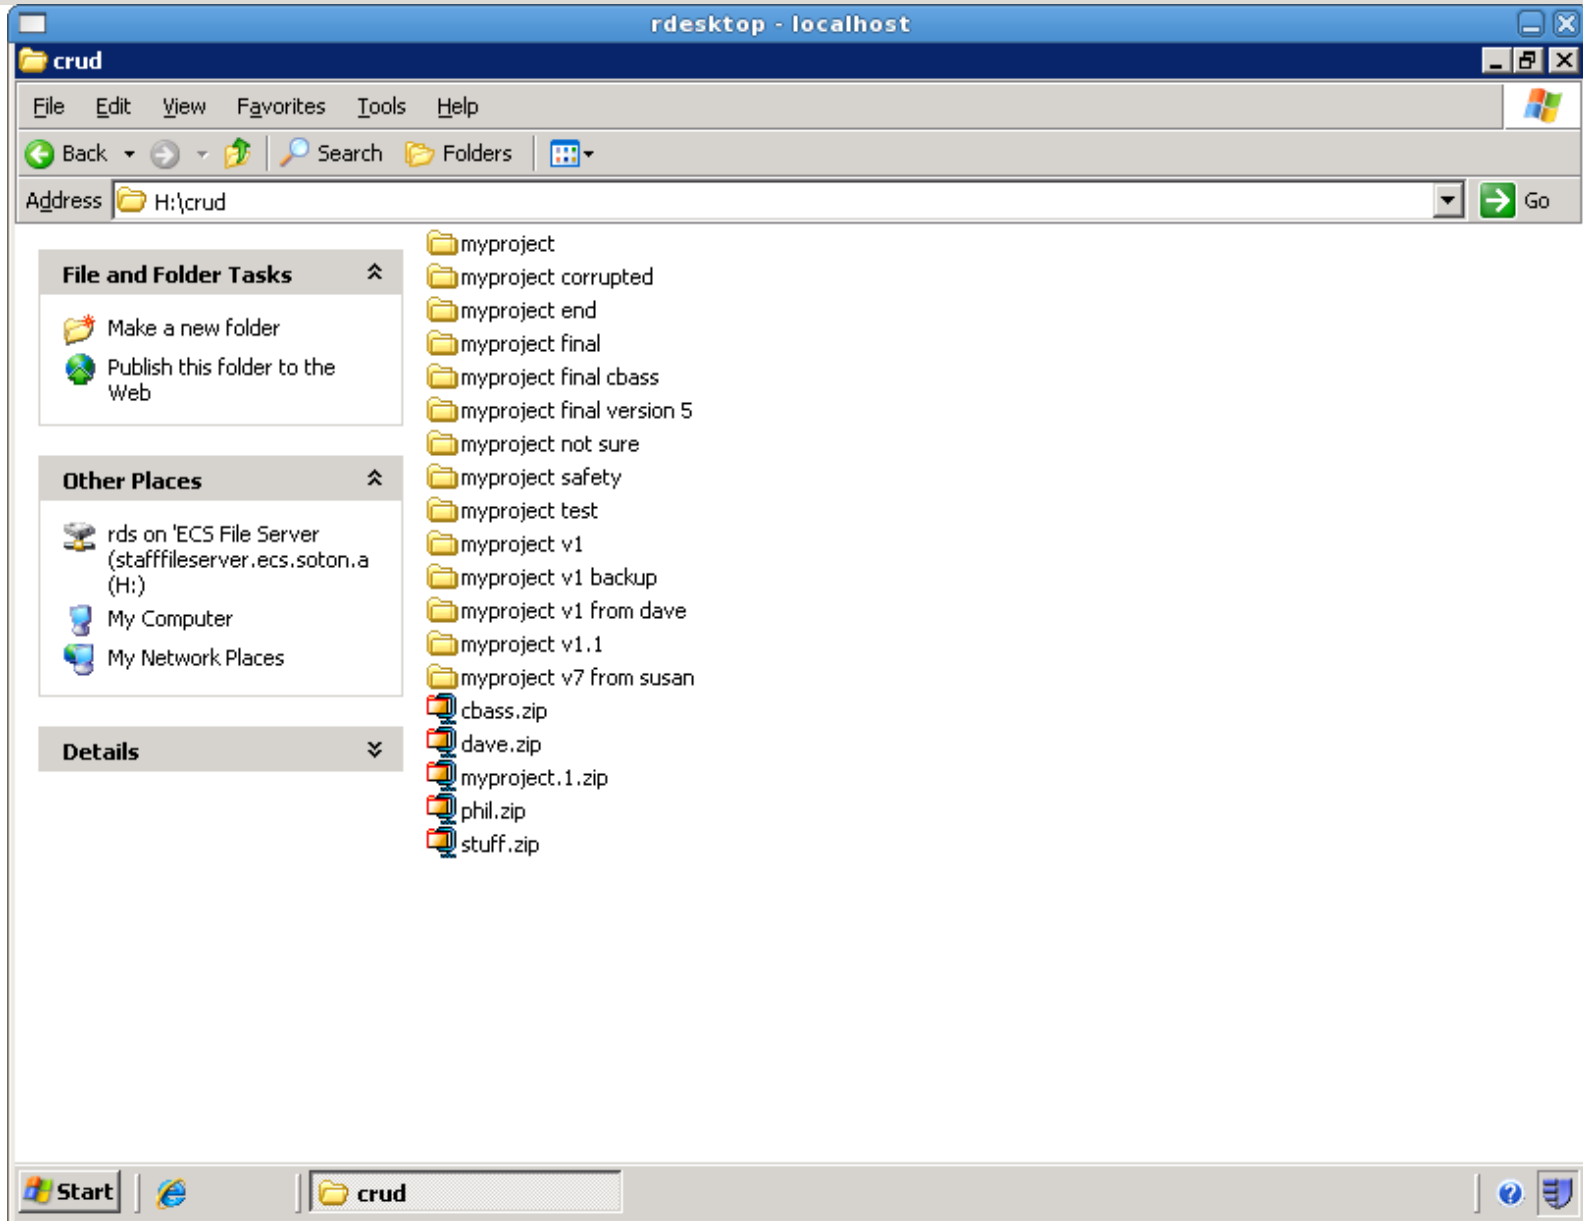 rdesktop - localhost
crud
File Edit View Favorites Tools Help
Back Search Folders
Address H:\crud Go
File and Folder Tasks
Make a new folder
Publish this folder to the
Web
Other Places
rds on 'ECS File Server
(stafffileserver.ecs.soton.a
(H:)
My Computer
My Network Places
Details
myproject
myproject corrupted
myproject end
myproject final
myproject final cbass
myproject final version 5
myproject not sure
myproject safety
myproject test
myproject v1
myproject v1 backup
myproject v1 from dave
myproject v1.1
myproject v7 from susan
cbass.zip
dave.zip
myproject.1.zip
phil.zip
stuff.zip
Start crud